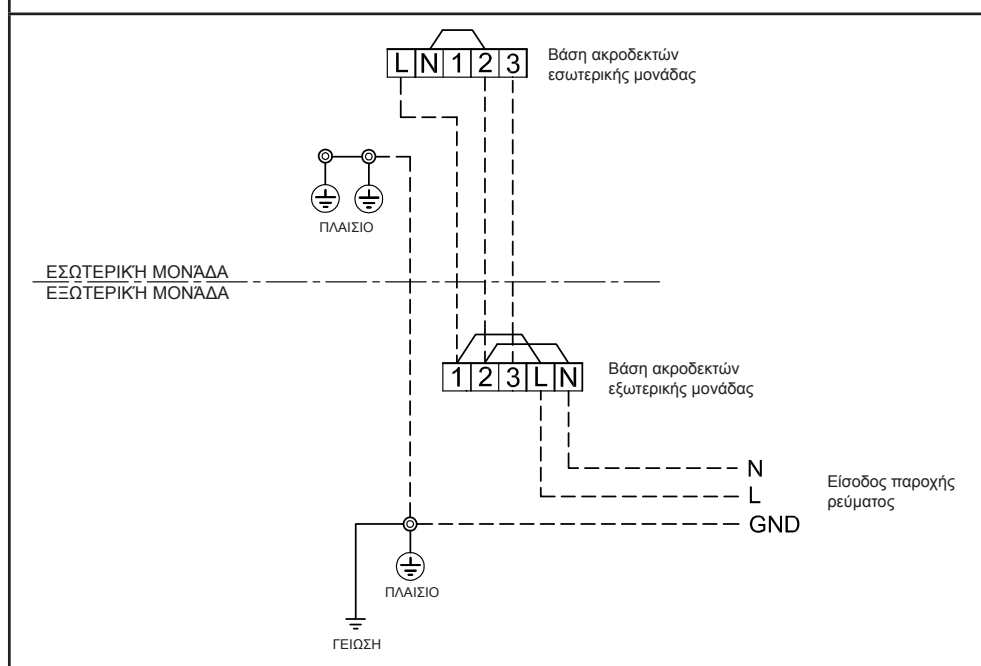 L N 1 2 3
Βάση ακροδεκτών
εσωτερικής μονάδας
ΠΛΑΙΣΙΟ
ΕΣΩΤΕΡΙΚΉ ΜΟΝΆΔΑ
ΕΞΩΤΕΡΙΚΉ ΜΟΝΆΔΑ
1 2 3 L N
Βάση ακροδεκτών
εξωτερικής μονάδας
N
L
GND
Είσοδος παροχής
ρεύματος
ΠΛΑΙΣΙΟ
ΓΕΙΩΣΗ